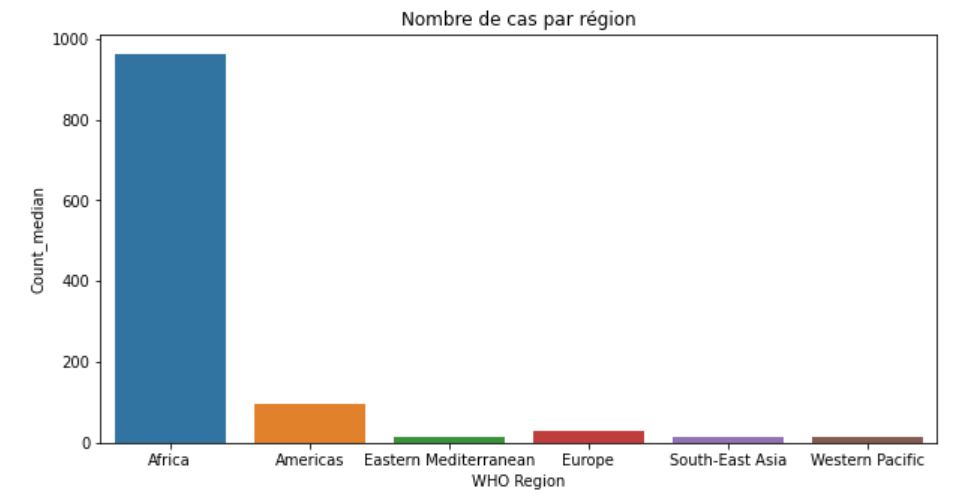 Nombre de cas par région
Count_median
1000
800
600
400
200
0
Africa Americas Eastern Mediterranean Europe South-East Asia Western Pacific
WHO Region